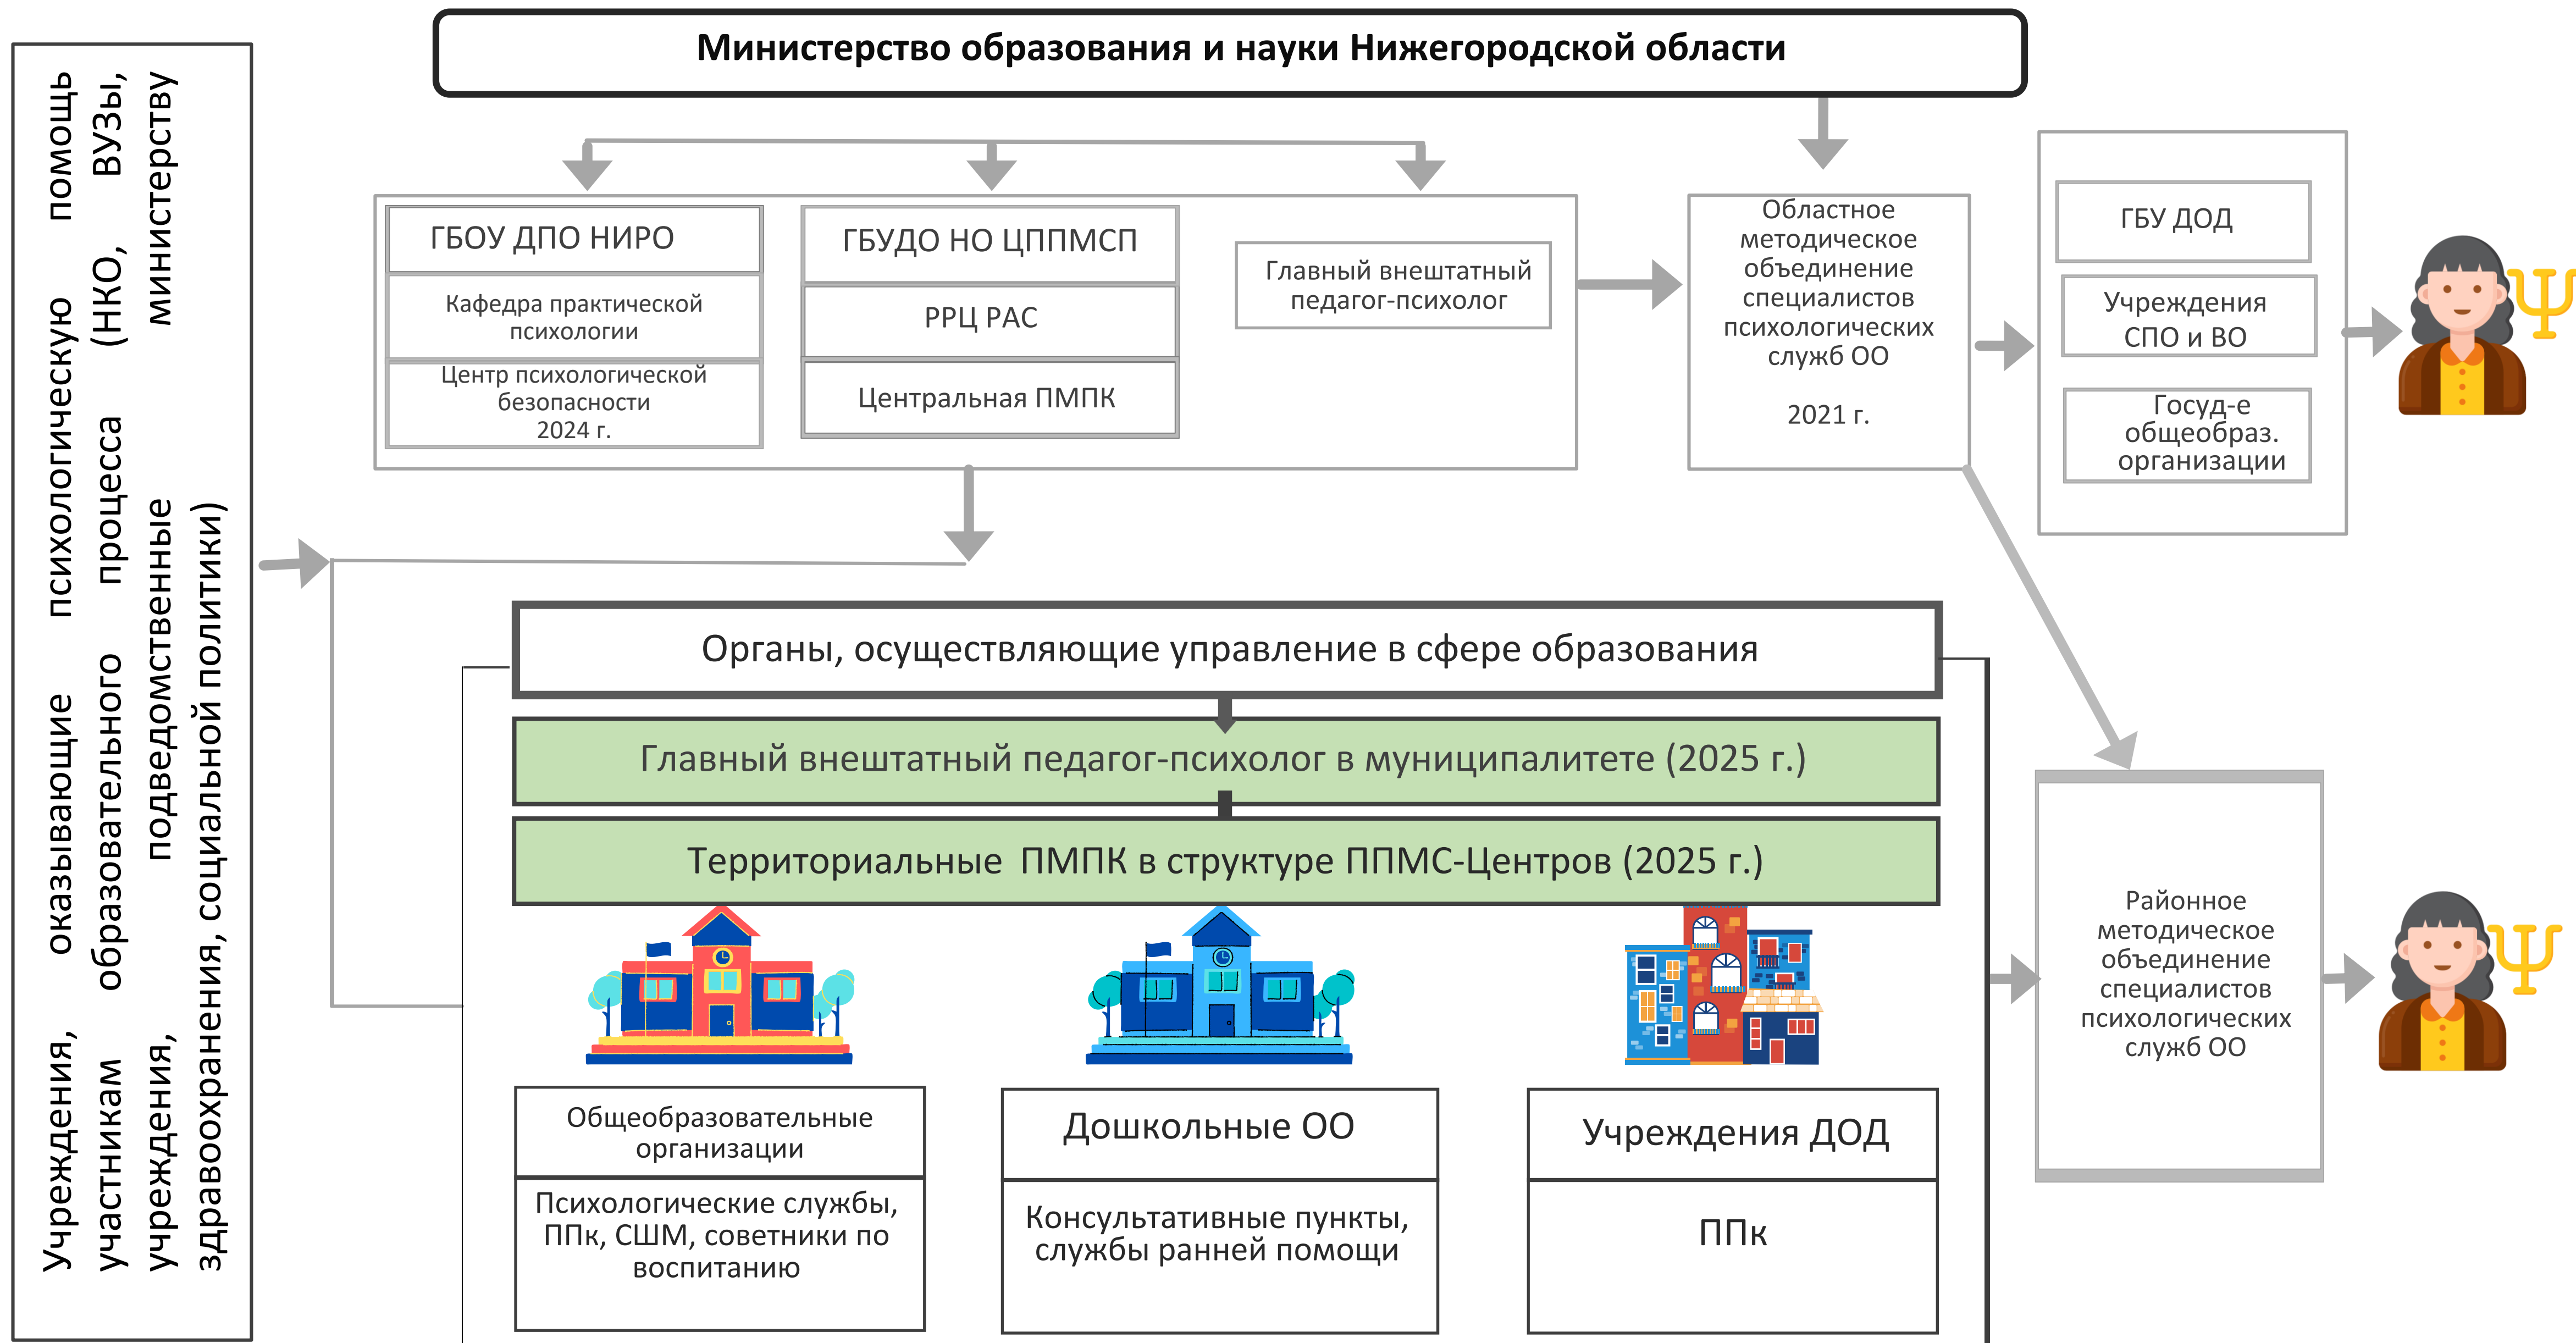 Министерство образования и науки Нижегородской области
Учреждения, оказывающие психологическую помощь
участникам образовательного процесса (НКО, ВУЗы,
учреждения, подведомственные министерству
здравоохранения, социальной политики)
ГБОУ ДПО НИРО
Кафедра практической
психологии
Центр психологической
безопасности
2024 г.
ГБУДО НО ЦППМСП
РРЦ РАС
Центральная ПМПК
Главный внештатный
педагог-психолог
Областное
методическое
объединение
специалистов
психологических
служб ОО
2021 г.
ГБУ ДОД
Учреждения
СПО и ВО
Госуд-е
общеобраз.
организации
Ψ
Органы, осуществляющие управление в сфере образования
Главный внештатный педагог-психолог в муниципалитете (2025 г.)
Территориальные ПМПК в структуре ППМС-Центров (2025 г.)
Общеобразовательные
организации
Психологические службы,
ППк, СШМ, советники по
воспитанию
Дошкольные ОО
Консультативные пункты,
службы ранней помощи
Учреждения ДОД
ППк
Районное
методическое
объединение
специалистов
психологических
служб ОО
Ψ